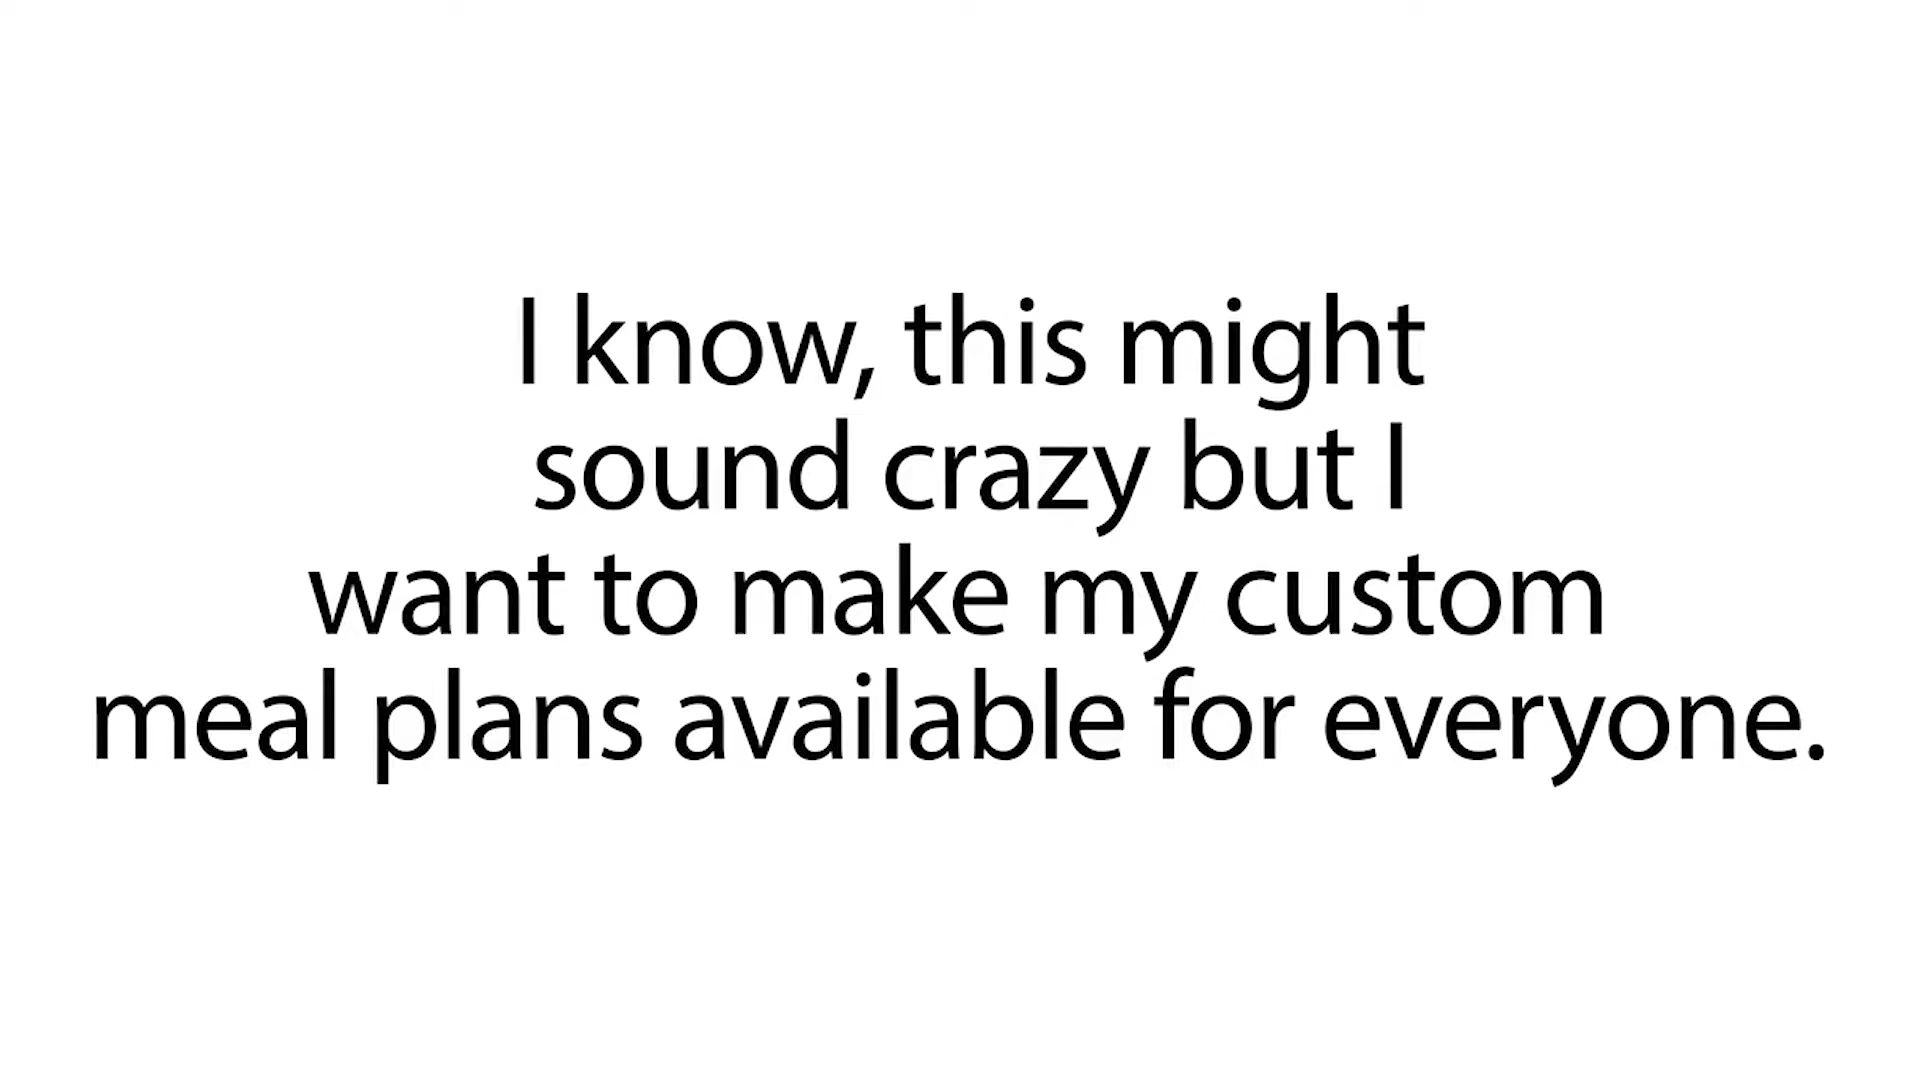 I know, this might
sound crazy but I
want to make my custom
meal plans available for everyone.